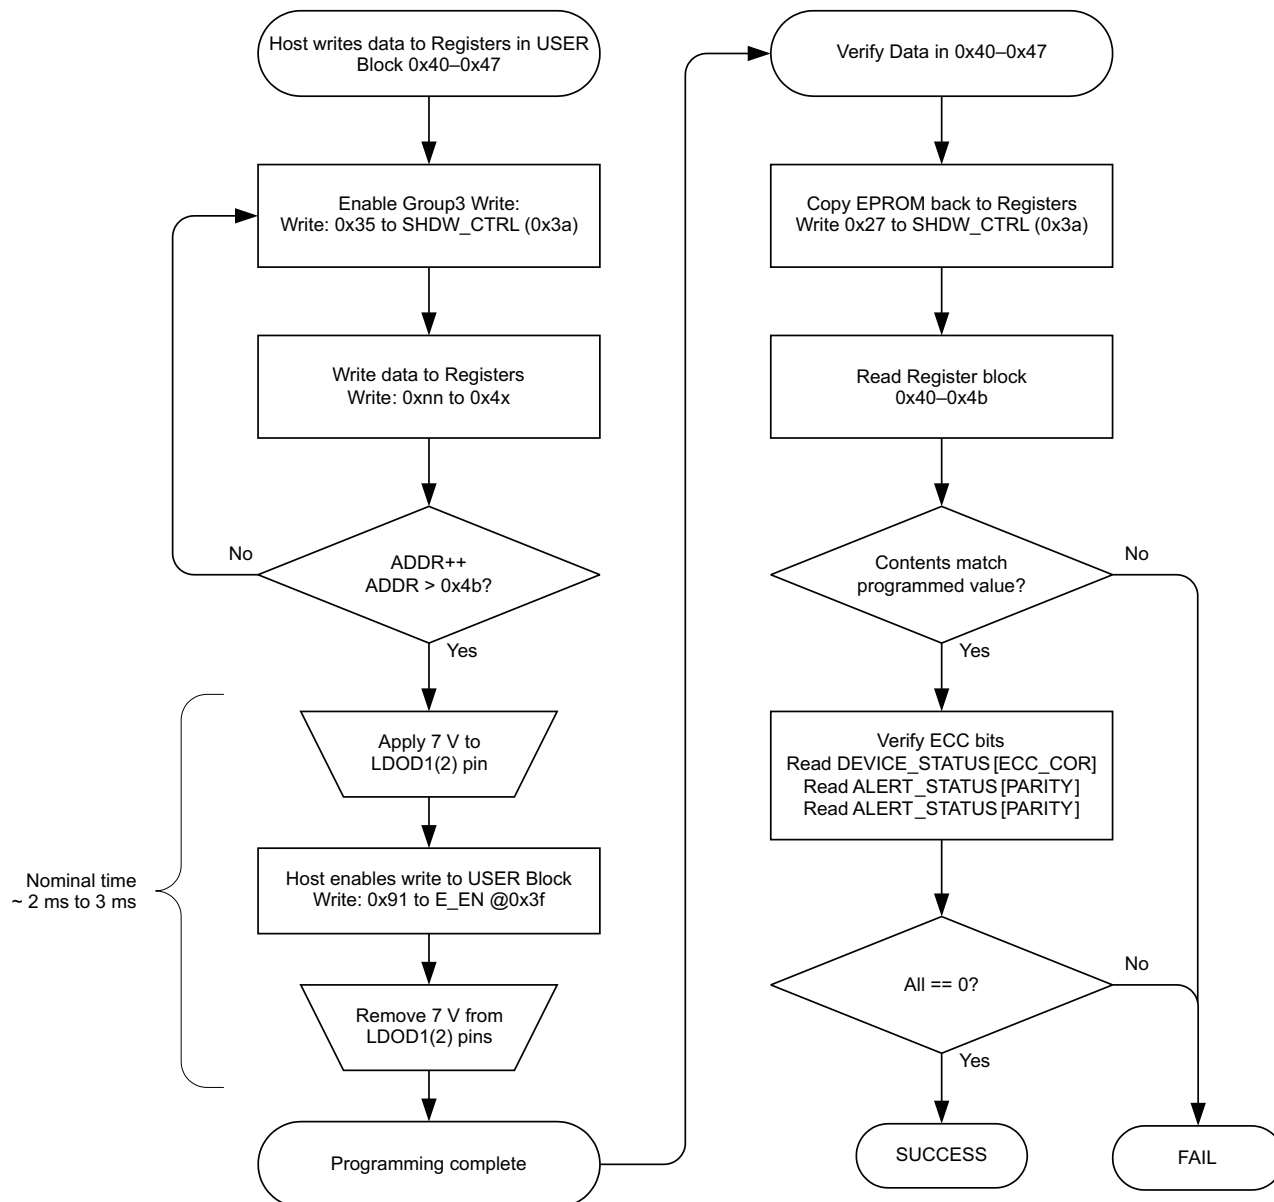 Host writes data to Registers in USER
Block 0x40–0x47
Enable Group3 Write:
Write: 0x35 to SHDW_CTRL (0x3a)
Write data to Registers
Write: 0xnn to 0x4x
No
ADDR++
ADDR > 0x4b?
Yes
Apply 7 V to
LDOD1(2) pin
Nominal time
~ 2 ms to 3 ms
Host enables write to USER Block
Write: 0x91 to E_EN @0x3f
Remove 7 V from
LDOD1(2) pins
Programming complete
Verify Data in 0x40–0x47
Copy EPROM back to Registers
Write 0x27 to SHDW_CTRL (0x3a)
Read Register block
0x40–0x4b
Contents match
programmed value?
No
Yes
Verify ECC bits
Read DEVICE_STATUS [ECC_COR]
Read ALERT_STATUS [PARITY]
Read ALERT_STATUS [PARITY]
All == 0?
No
Yes
SUCCESS
FAIL